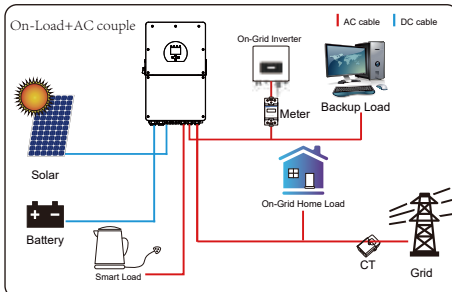 On-Load+AC couple
AC cable
DC cable
On-Grid Inverter
Meter
Backup Load
Solar
On-Grid Home Load
Battery
Smart Load
CT
Grid